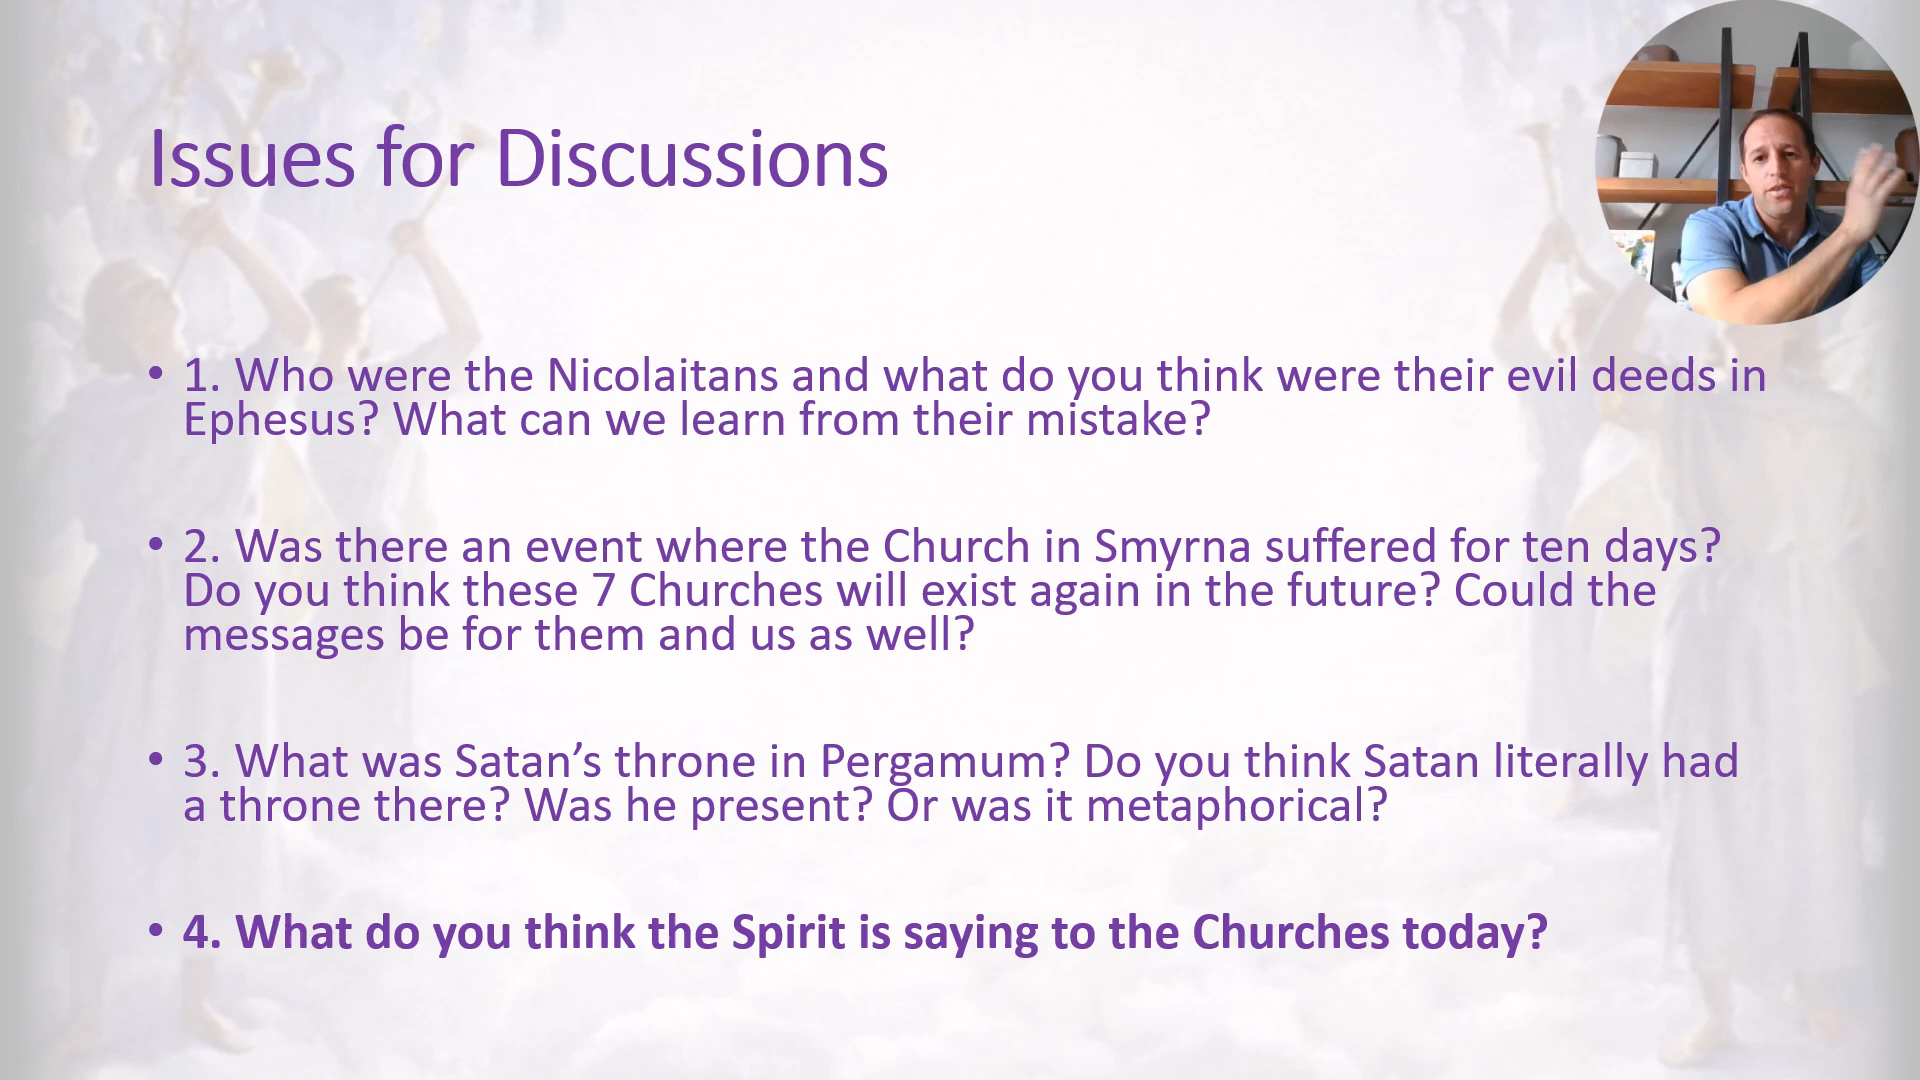 Issues for Discussions
• 1. Who were the Nicolaitans and what do you think were their evil deeds in
Ephesus? What can we learn from their mistake?
• 2. Was there an event where the Church in Smyrna suffered for ten days?
Do you think these 7 Churches will exist again in the future? Could the
messages be for them and us as well?
• 3. What was Satan’s throne in Pergamum? Do you think Satan literally had
a throne there? Was he present? Or was it metaphorical?
• 4. What do you think the Spirit is saying to the Churches today?